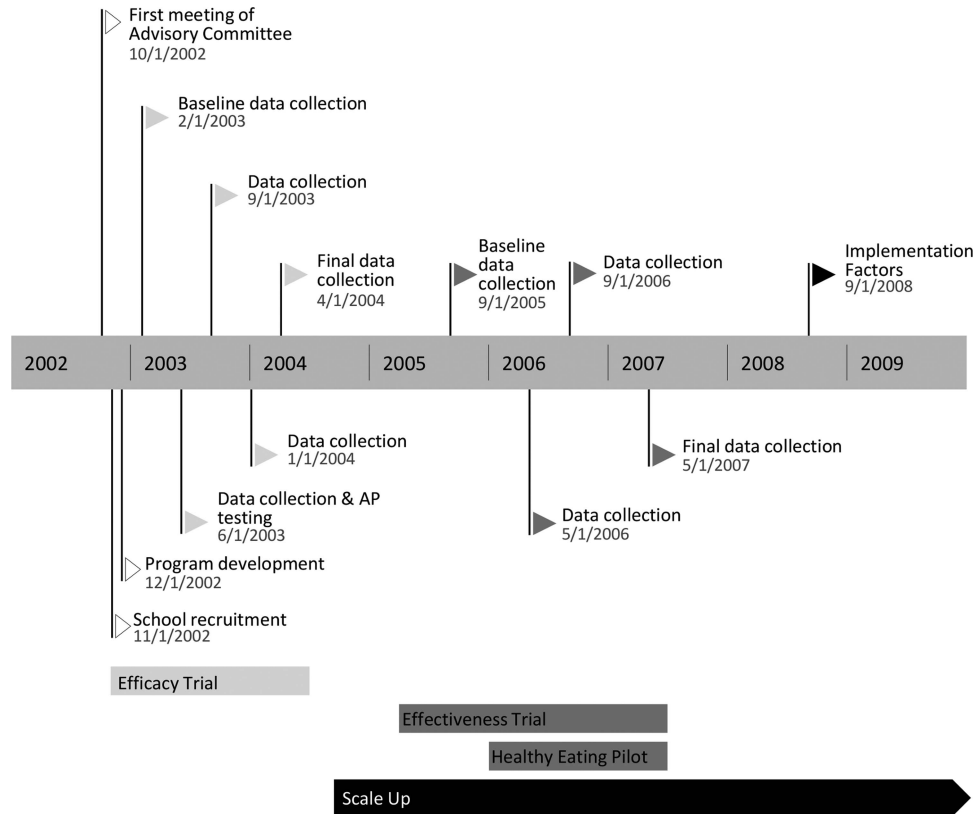 First meeting of
Advisory Committee
10/1/2002
Baseline data collection
2/1/2003
Data collection
9/1/2003
Final data
collection
4/1/2004
Baseline
data
collection
9/1/2005
Data collection
9/1/2006
Implementation
Factors
9/1/2008
2002 2003 2004 2005 2006 2007 2008 2009
Data collection
1/1/2004
Final data collection
5/1/2007
Data collection & AP
testing
6/1/2003
Data collection
5/1/2006
Program development
12/1/2002
School recruitment
11/1/2002
Efficacy Trial
Effectiveness Trial
Healthy Eating Pilot
Scale Up